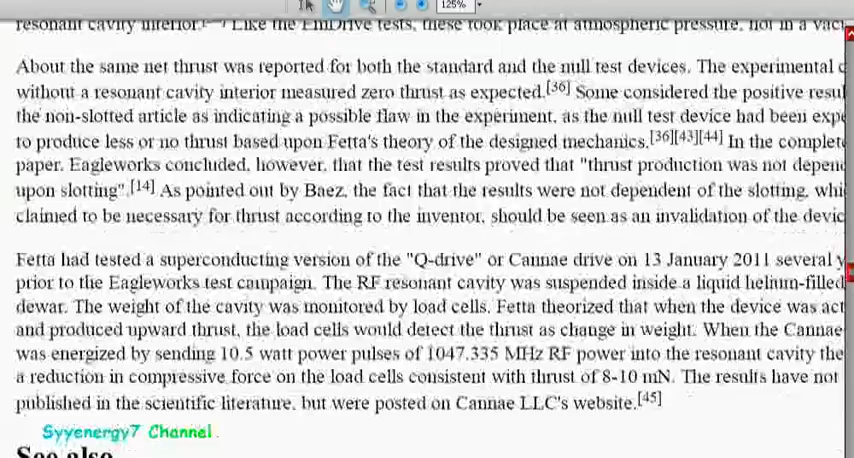 125%
resonant cavity interior. Like the EmDrive tests, these took place at atmospheric pressure, not in a
About the same net thrust was reported for both the standard and the null test devices. The experimental
without a resonant cavity interior measured zero thrust as expected.[36] Some considered the positive
the non-slotted article as indicating a possible flaw in the experiment, as the null test device had been
to produce less or no thrust based upon Fetta's theory of the designed mechanics.[36][43][44] In the
paper, Eagleworks concluded, however, that the test results proved that "thrust production was not
upon slotting".[14] As pointed out by Baez, the fact that the results were not dependent of the slotting,
claimed to be necessary for thrust according to the inventor, should be seen as an invalidation of the
Fetta had tested a superconducting version of the "Q-drive" or Cannae drive on 13 January 2011 several
prior to the Eagleworks test campaign. The RF resonant cavity was suspended inside a liquid helium-filled
dewar. The weight of the cavity was monitored by load cells. Fetta theorized that when the device was
and produced upward thrust, the load cells would detect the thrust as change in weight. When the Cannae
was energized by sending 10.5 watt power pulses of 1047.335 MHz RF power into the resonant cavity the
a reduction in compressive force on the load cells consistent with thrust of 8-10 mN. The results have not
published in the scientific literature, but were posted on Cannae LLC's website.[45]
Syyenergy7 Channel
See also